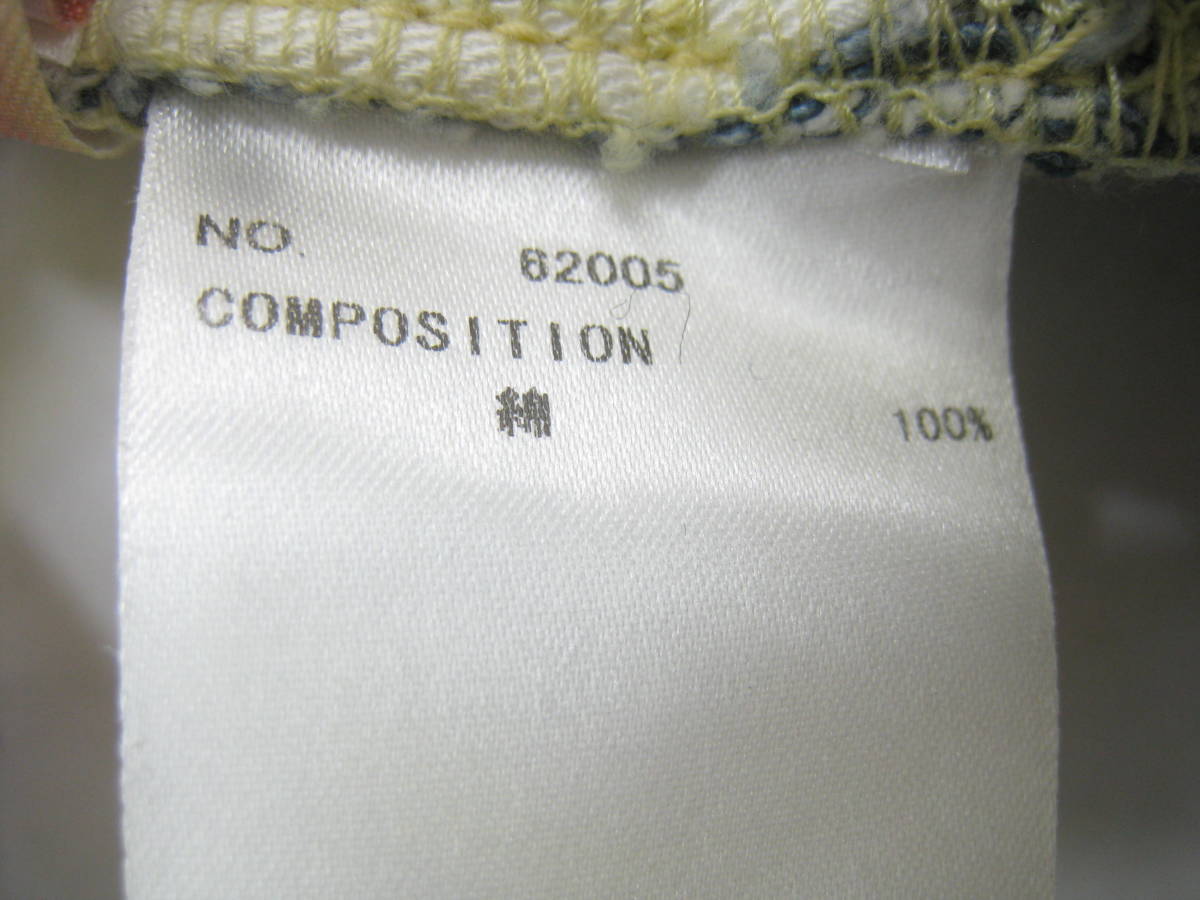 NO. 62005
COMPOSITION
綿 100%